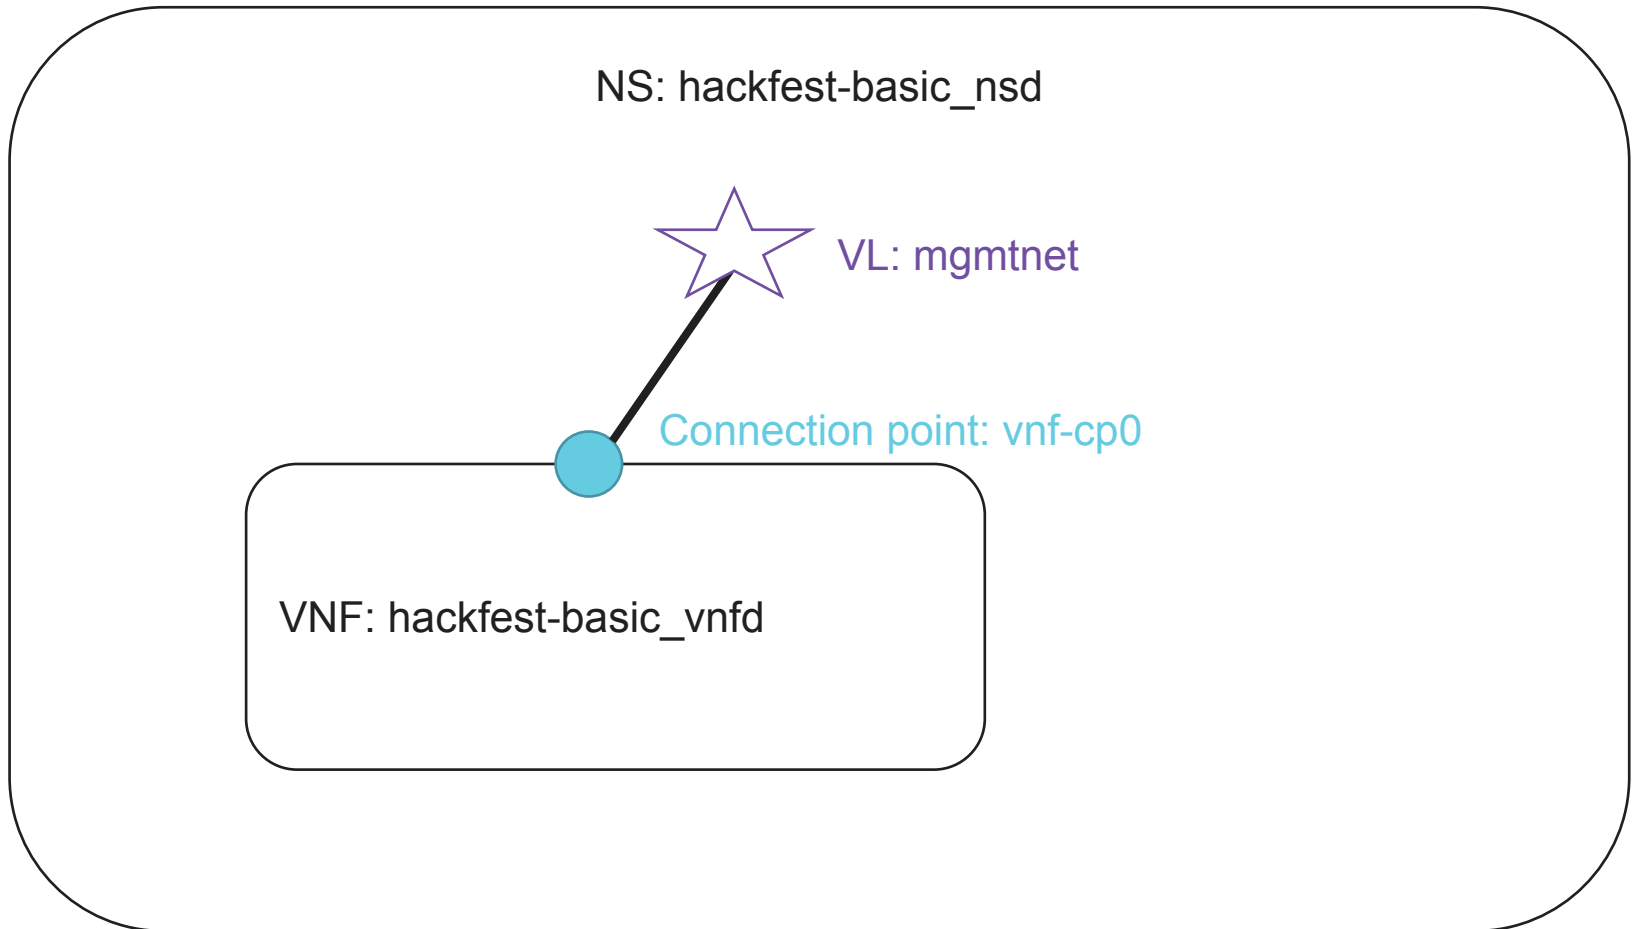 NS: hackfest-basic_nsd
VL: mgmtnet
Connection point: vnf-cp0
VNF: hackfest-basic_vnfd